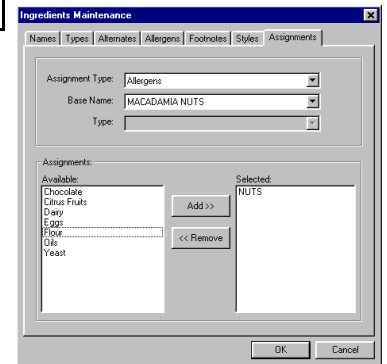 Ingredients Maintenance
Names Types Alternates Allergens Footnotes Styles Assignments
Assignment Type: Allergens
Base Name: MACADAMIA NUTS
Type:
Assignments:
Available:
Chocolate
Citrus Fruits
Dairy
Eggs
Flour
Oils
Yeast
Add >>
<< Remove
Selected:
NUTS
OK Cancel